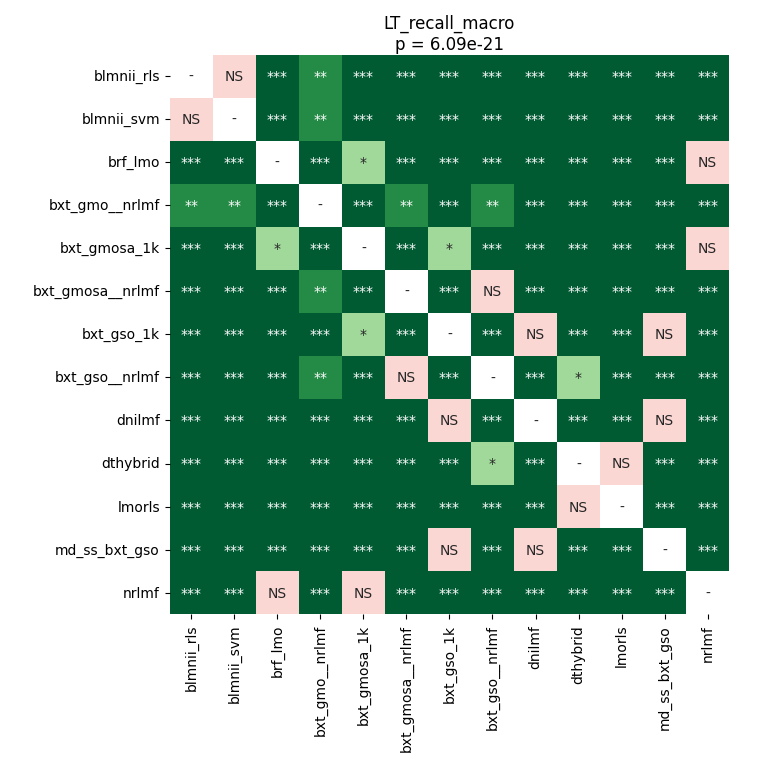 LT_recall_macro
p = 6.09e-21
blmnii_rls - NS *** ** *** *** *** *** *** *** *** *** ***
blmnii_svm NS - *** ** *** *** *** *** *** *** *** *** ***
brf_lmo *** *** - *** * *** *** *** *** *** *** *** NS
bxt_gmo__nrlmf ** ** *** - *** ** *** ** *** *** *** *** ***
bxt_gmosa_1k *** *** * *** - *** * *** *** *** *** *** NS
bxt_gmosa__nrlmf *** *** *** ** *** - *** NS *** *** *** *** ***
bxt_gso_1k *** *** *** *** * *** - *** NS *** *** NS ***
bxt_gso__nrlmf *** *** *** ** *** NS *** - *** * *** *** ***
dnilmf *** *** *** *** *** *** NS *** - *** *** NS ***
dthybrid *** *** *** *** *** *** *** * *** - NS *** ***
lmorls *** *** *** *** *** *** *** *** *** NS - *** ***
md_ss_bxt_gso *** *** *** *** *** *** NS *** NS *** *** - ***
nrlmf *** *** NS *** NS *** *** *** *** *** *** *** -
blmnii_rls blmnii_svm brf_lmo bxt_gmo__nrlmf bxt_gmosa_1k bxt_gmosa__nrlmf bxt_gso_1k bxt_gso__nrlmf dnilmf dthybrid lmorls md_ss_bxt_gso nrlmf